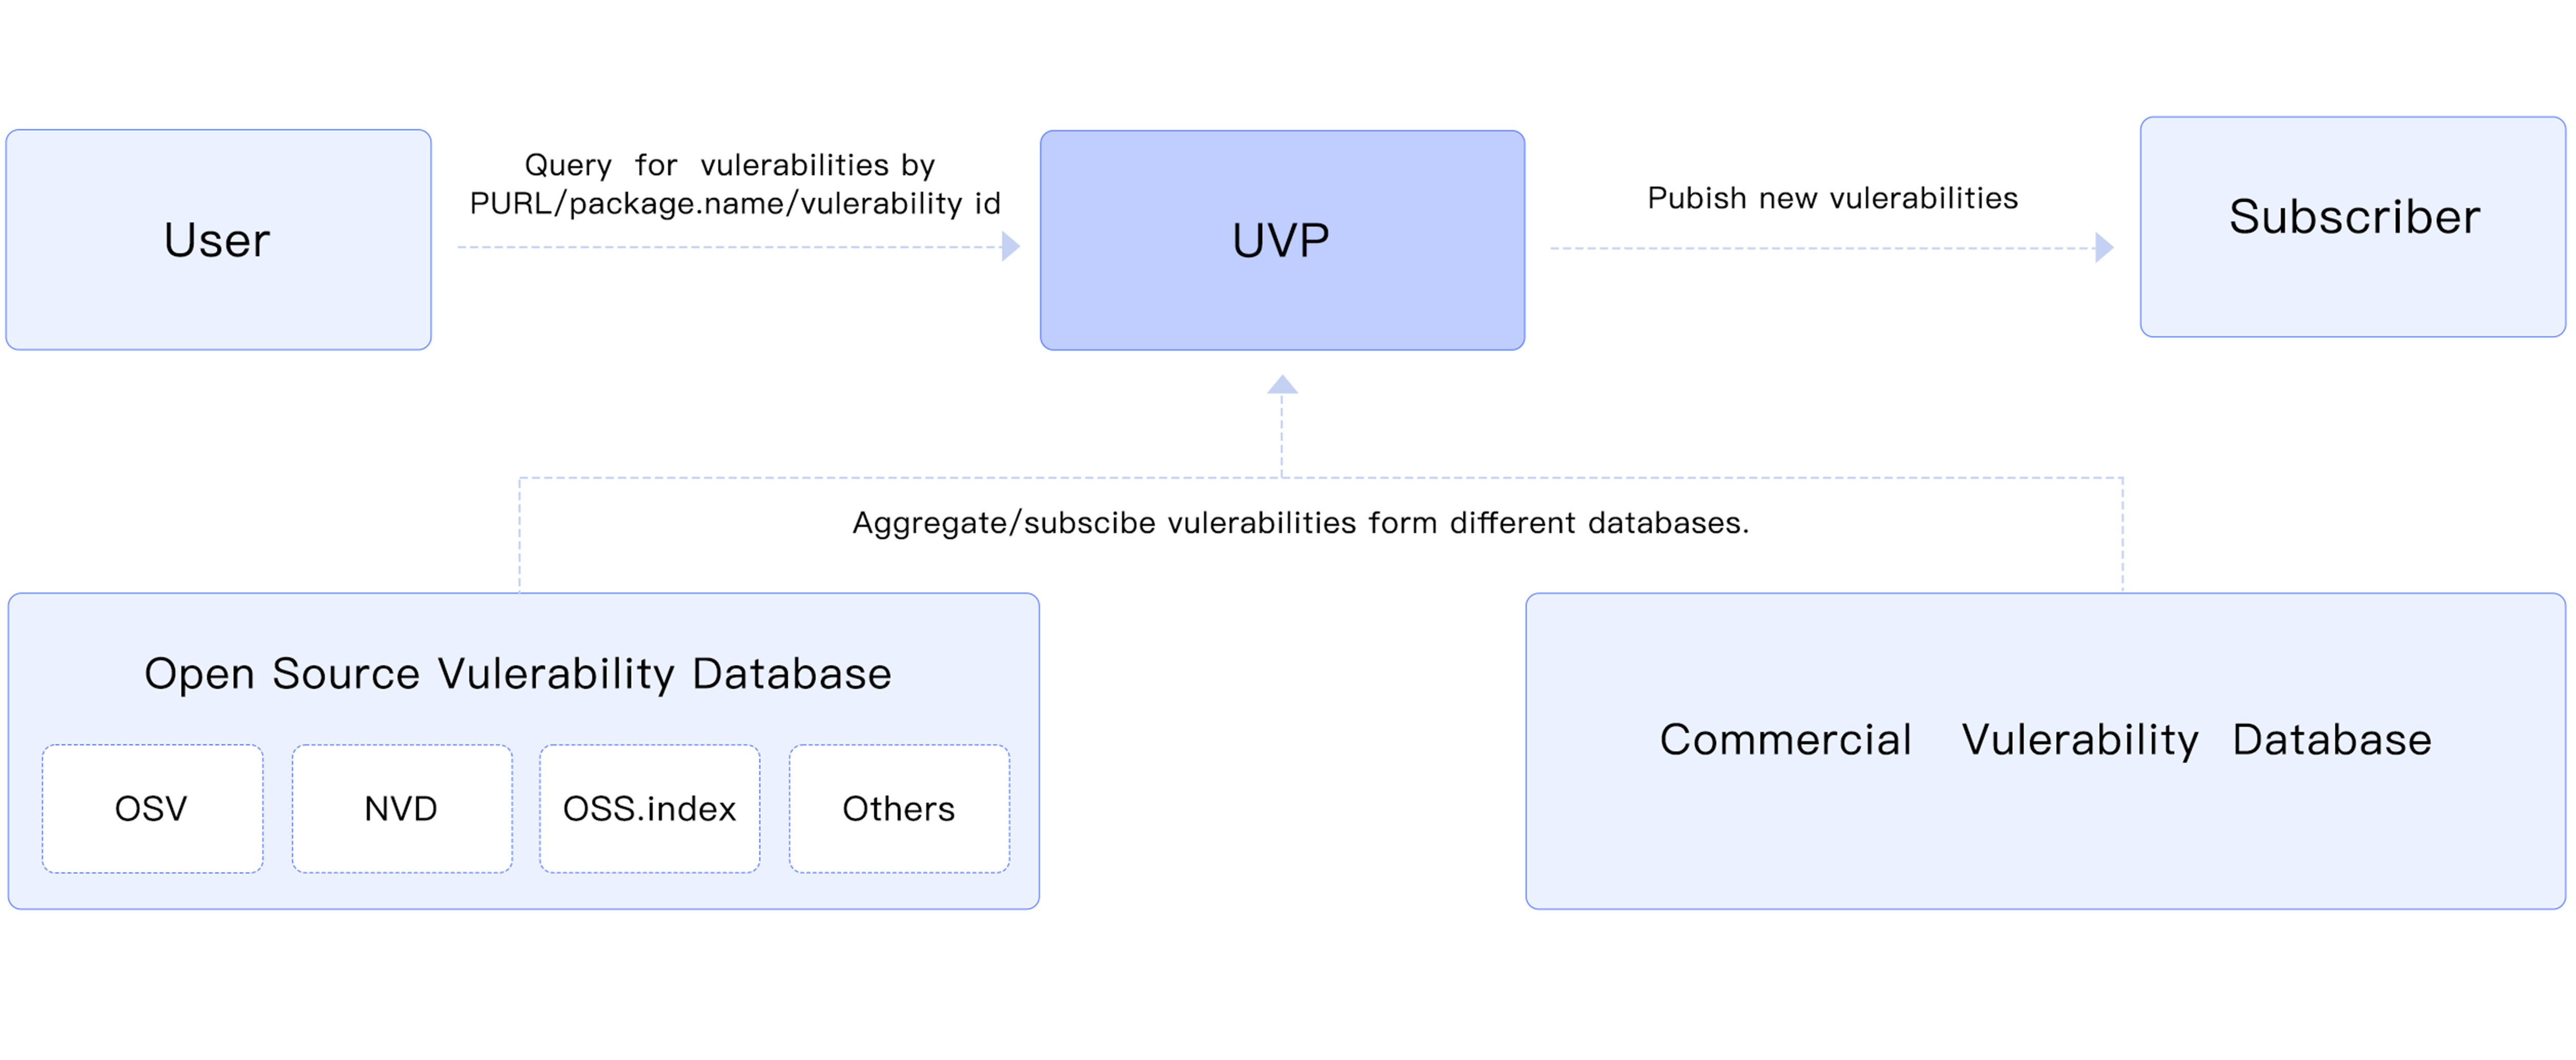 User
Query for vulerabilities by
PURL/package.name/vulerability id
UVP
Pubish new vulerabilities
Subscriber
Aggregate/subscibe vulerabilities form different databases.
Open Source Vulerability Database
OSV
NVD
OSS.index
Others
Commercial Vulerability Database